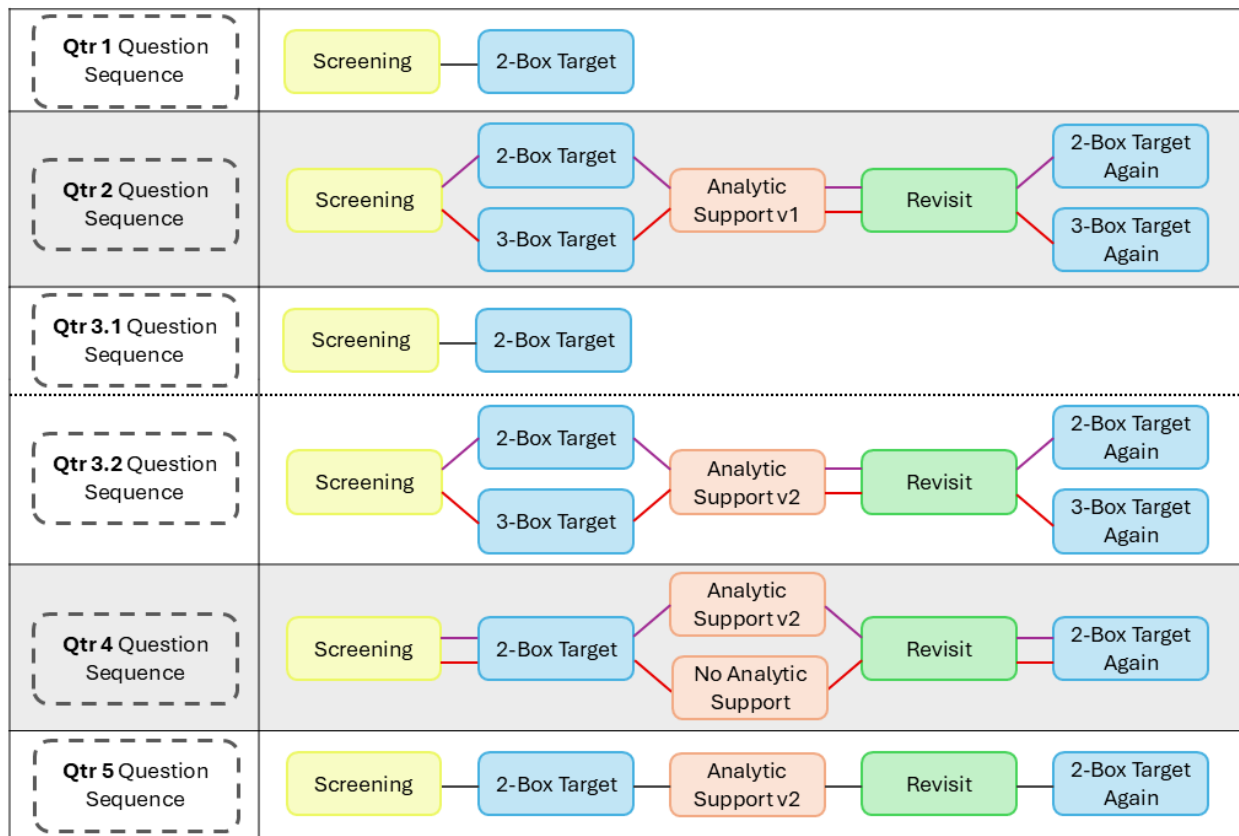 Qtr 1 Question
Sequence
Screening
2-Box Target
Qtr 2 Question
Sequence
Screening
2-Box Target
3-Box Target
Analytic
Support v1
Revisit
2-Box Target
Again
3-Box Target
Again
Qtr 3.1 Question
Sequence
Screening
2-Box Target
Qtr 3.2 Question
Sequence
Screening
2-Box Target
3-Box Target
Analytic
Support v2
Revisit
2-Box Target
Again
3-Box Target
Again
Qtr 4 Question
Sequence
Screening
2-Box Target
Analytic
Support v2
No Analytic
Support
Revisit
2-Box Target
Again
Qtr 5 Question
Sequence
Screening
2-Box Target
Analytic
Support v2
Revisit
2-Box Target
Again